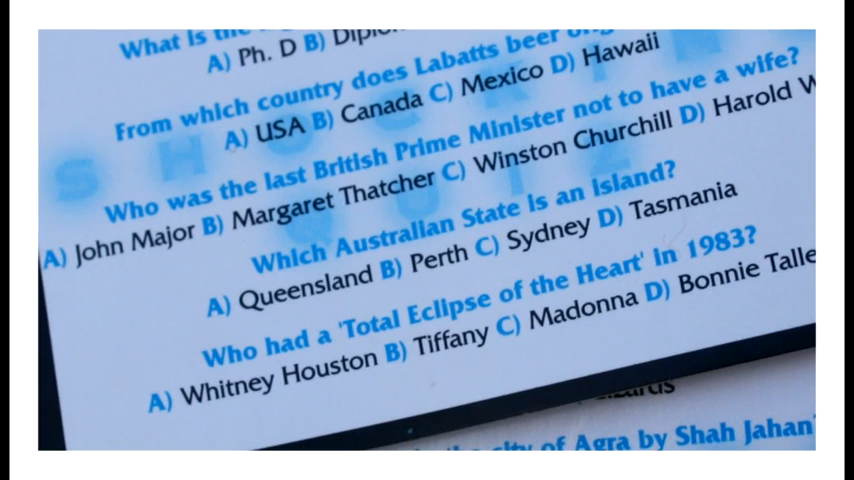 What is the
A) Ph. D B)
From which country does Labatts beer
A) USA B) Canada C) Mexico D) Hawaii
Who was the last British Prime Minister not to have a wife?
A) John Major B) Margaret Thatcher C) Winston Churchill D) Harold
Which Australian State is an island?
A) Queensland B) Perth C) Sydney D) Tasmania
Who had a 'Total Eclipse of the Heart' in 1983?
A) Whitney Houston B) Tiffany C) Madonna D) Bonnie
city of Agra by Shah Jahan